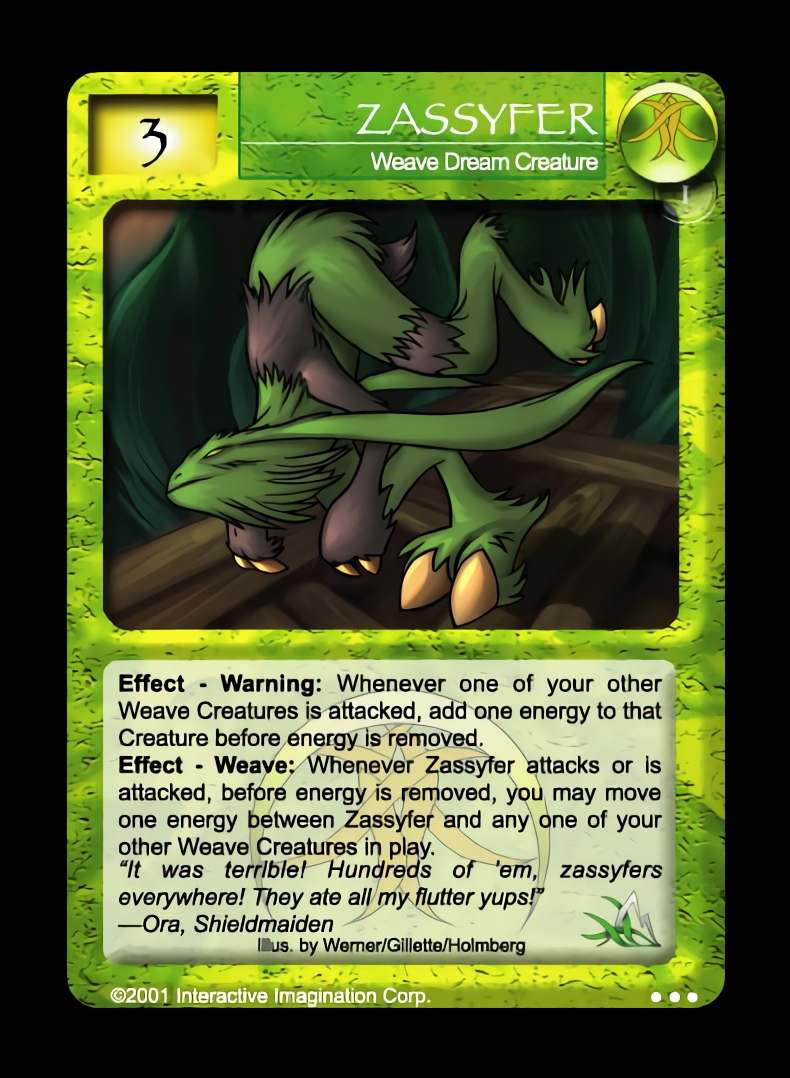 3
ZASSYFER
Weave Dream Creature
I
Effect - Warning: Whenever one of your other
Weave Creatures is attacked, add one energy to that
Creature before energy is removed.
Effect - Weave: Whenever Zassyfer attacks or is
attacked, before energy is removed, you may move
one energy between Zassyfer and any one of your
other Weave Creatures in play.
“It was terrible! Hundreds of 'em, zassyfers
everywhere! They ate all my flutter yups!”
—Ora, Shieldmaiden
Illus. by Werner/Gillette/Holmberg
©2001 Interactive Imagination Corp.